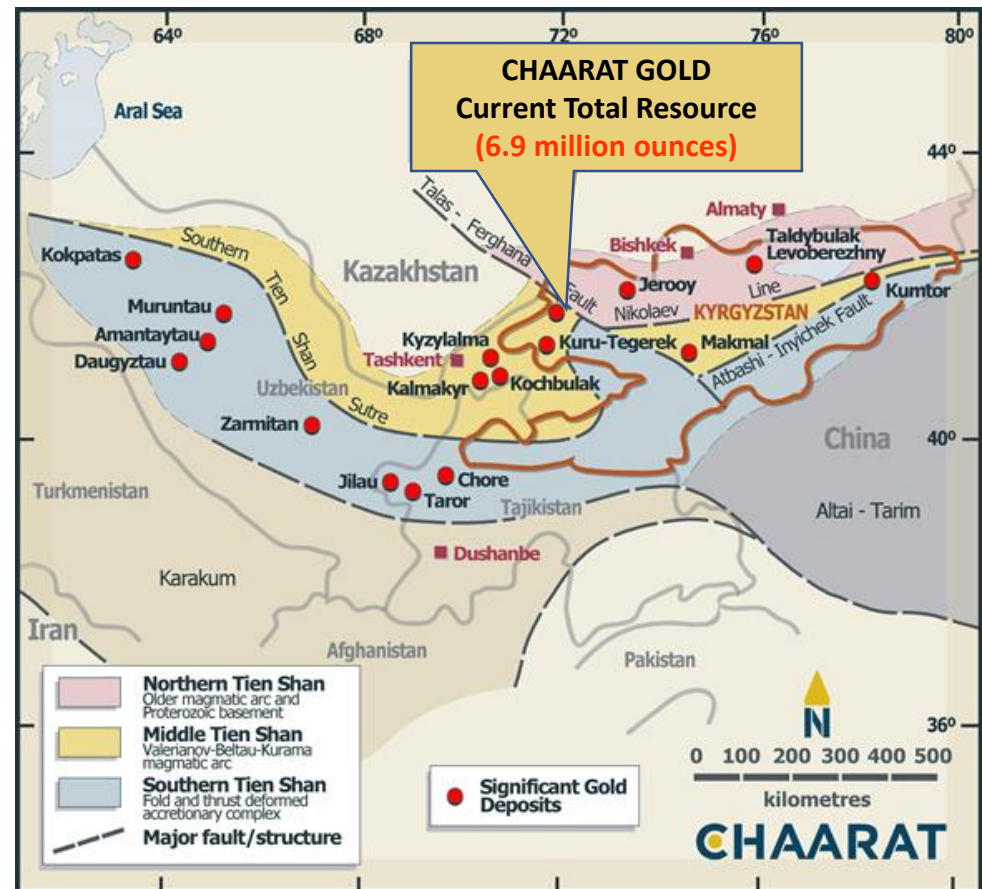 64º 68º 72º 76º 80º
CHAARAT GOLD
Current Total Resource
(6.9 million ounces)
Aral Sea
44º
Talas - Ferghana
Fault
Almaty
Bishkek
Taldybulak
Levoberezhny
Southern
Tien
Shan
Sutre
Kokpatas
Kazakhstan
Jerooy
Line
Nikolaev
Kumtor
KYRGYZSTAN
Muruntau
Amantaytau
Daugyztau
Kyzylalma
Tashkent
Kuru-Tegerek
Makmal
Atbashi - Inyichek Fault
Uzbekistan
Kalmakyr
Kochbulak
Zarmitan
China
40º
Jilau
Chore
Taror
Turkmenistan
Tajikistan
Altai - Tarim
Dushanbe
Karakum
Iran
Afghanistan
Pakistan
Northern Tien Shan
Older magmatic arc and
Proterozoic basement
Middle Tien Shan
Valerianov-Beltau-Kurama
magmatic arc
Southern Tien Shan
Fold and thrust deformed
accretionary complex
Major fault/structure
Significant Gold
Deposits
N
36º
0 100 200 250 300 400 500
kilometres
CHAARAT